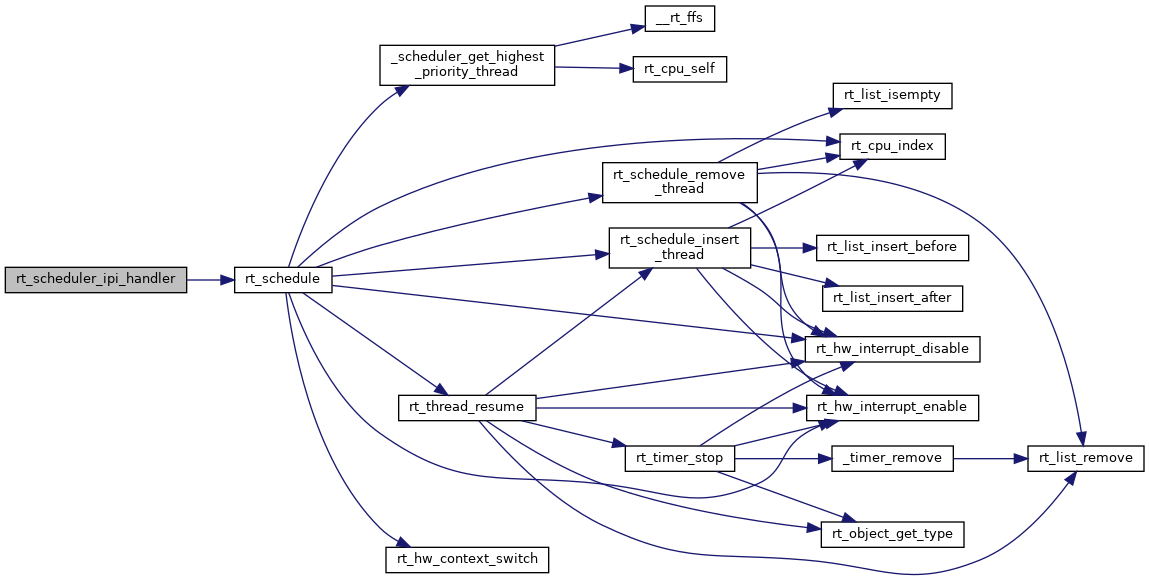 __rt_ffs
_scheduler_get_highest
_priority_thread
rt_cpu_self
rt_list_isempty
rt_cpu_index
rt_schedule_remove
_thread
rt_schedule_insert
_thread
rt_list_insert_before
rt_scheduler_ipi_handler
rt_schedule
rt_list_insert_after
rt_hw_interrupt_disable
rt_thread_resume
rt_hw_interrupt_enable
rt_timer_stop
_timer_remove
rt_list_remove
rt_object_get_type
rt_hw_context_switch